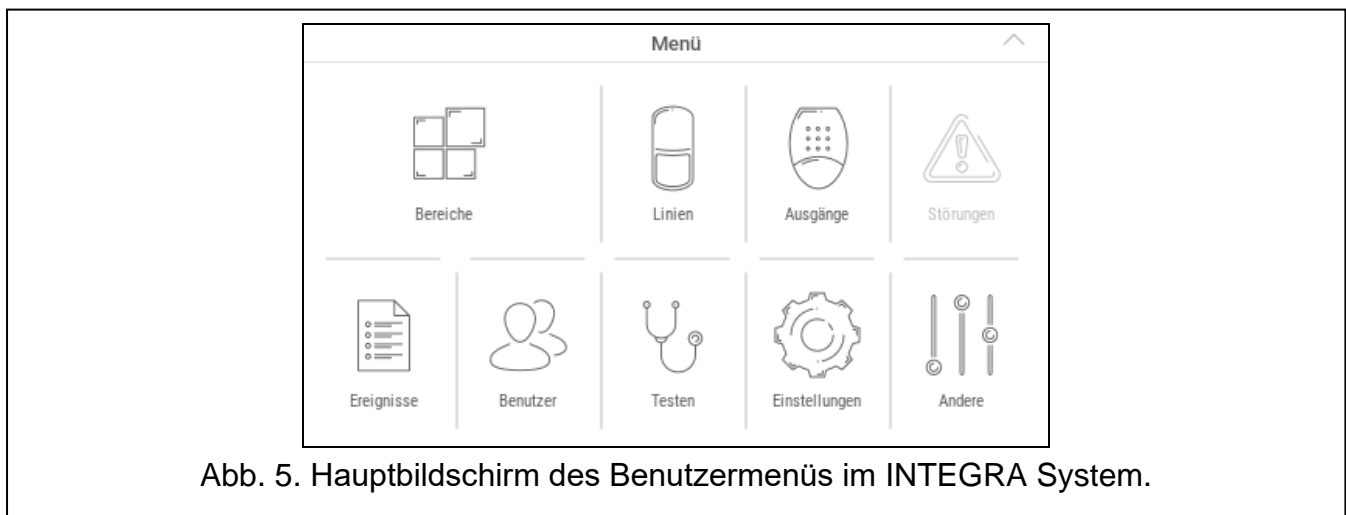 Menü
Bereiche
Linien
Ausgänge
Störungen
Ereignisse
Benutzer
Testen
Einstellungen
Andere
Abb. 5. Hauptbildschirm des Benutzermenüs im INTEGRA System.